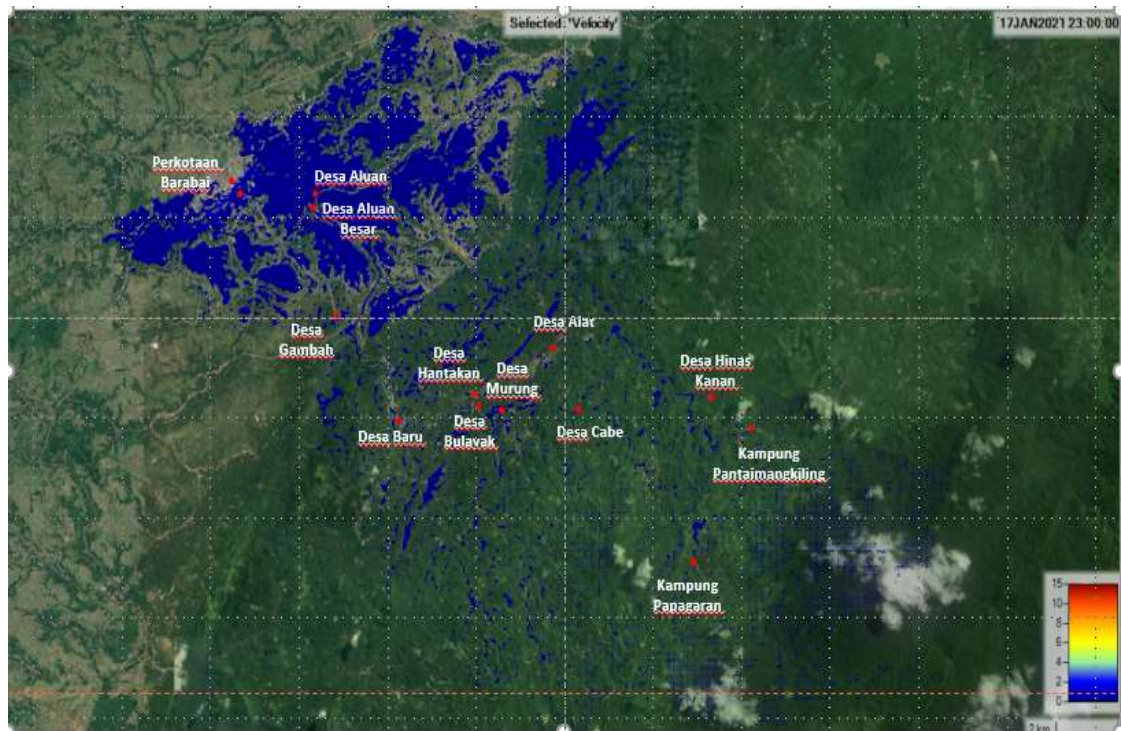 Selected: 'Velocity'
17JAN2021 23:00:00
Perkotaan
Barabai
Desa Aluan
Desa Aluan
Besar
Desa
Gambah
Desa Alat
Desa
Hantakan
Desa
Murung
Desa Hinas
Kanan
Desa Baru
Desa
Bulayak
Desa Cabe
Kampung
Pantaimangkiling
Kampung
Papagaran
15
10
8
6
4
2
0
2 km